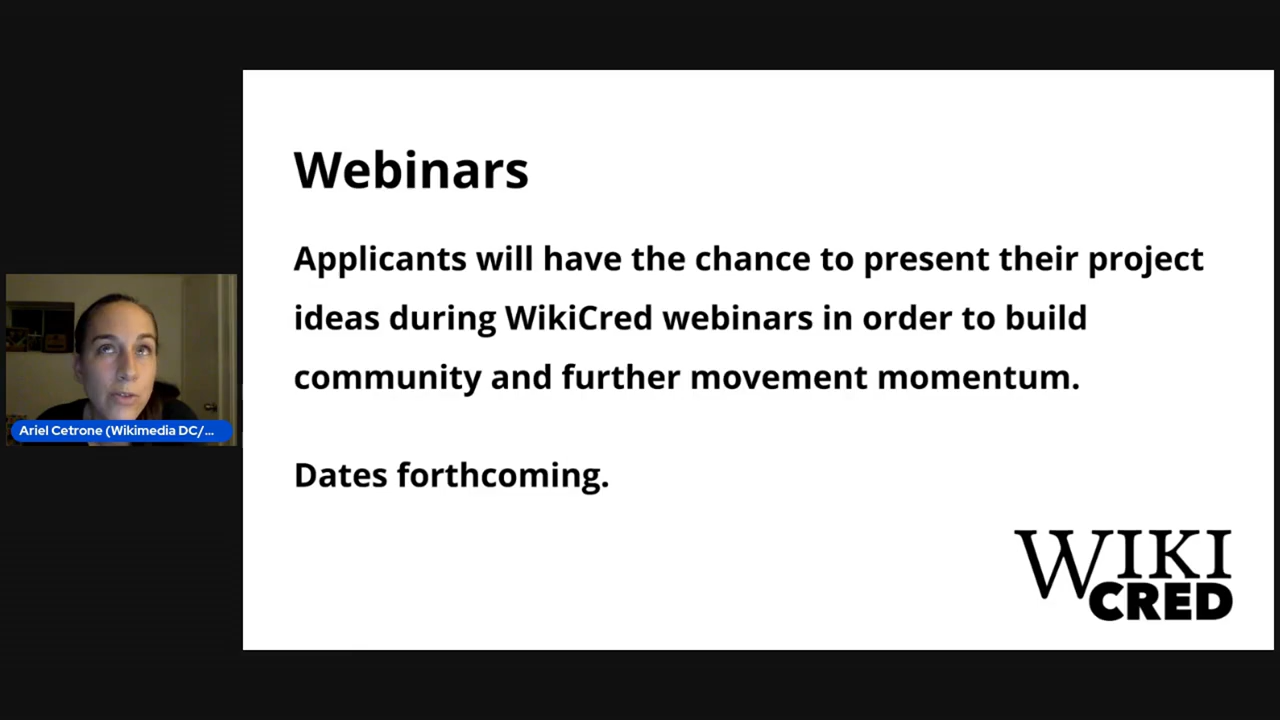 Webinars
Applicants will have the chance to present their project
ideas during WikiCred webinars in order to build
community and further movement momentum.
Ariel Cetrone (Wikimedia DC/...
Dates forthcoming.
WIKI
CRED